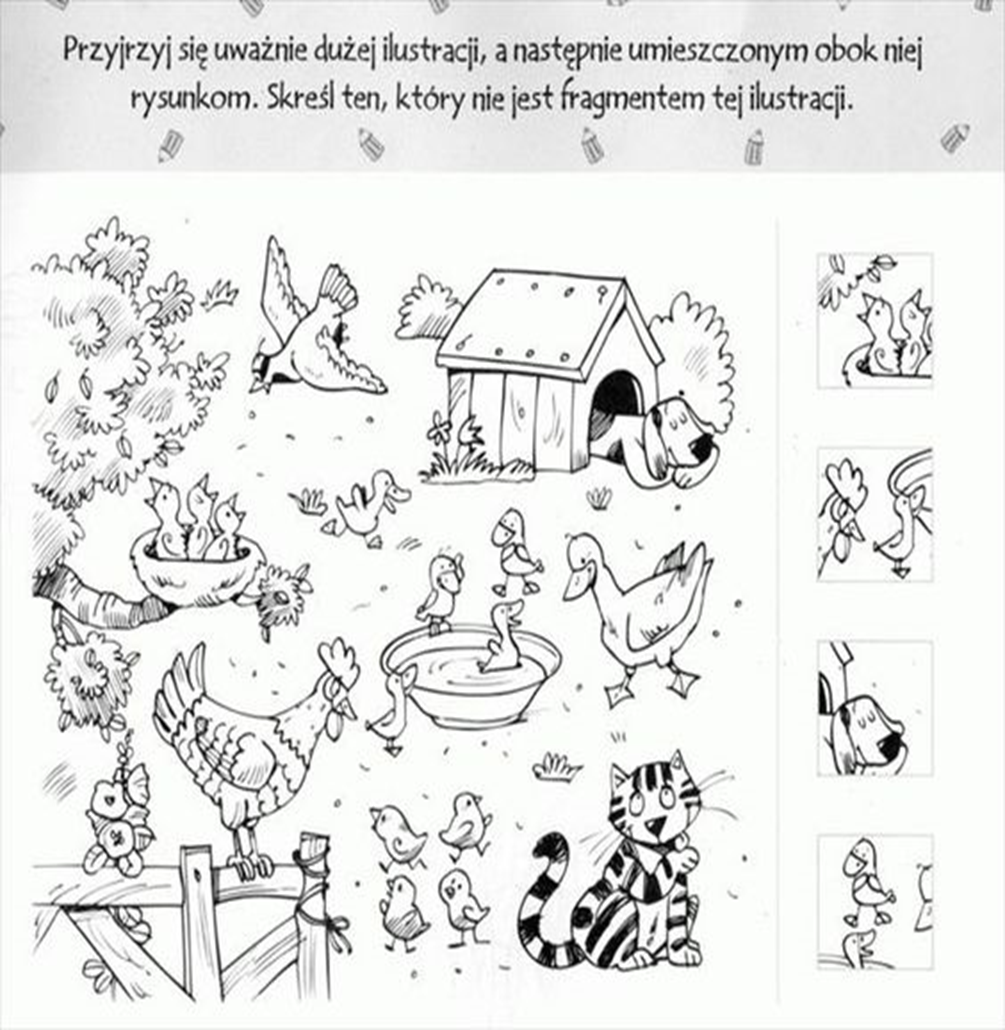 Przyjrzyj się uważnie dużej ilustracji, a następnie umieszczonym obok niej
rysunkom. Skreśl ten, który nie jest fragmentem tej ilustracji.